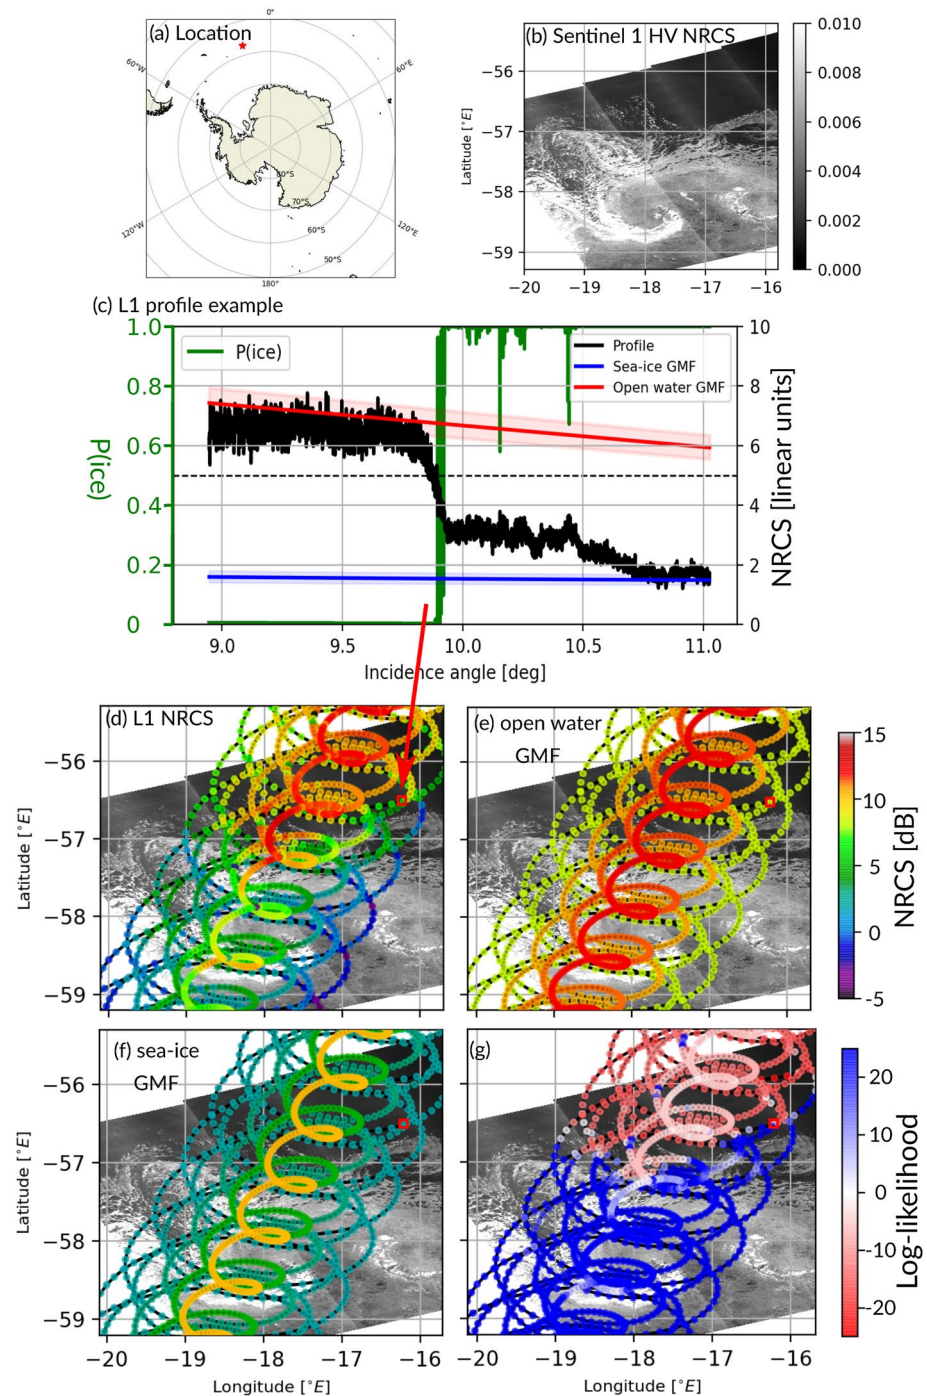 (a) Location
0°
60°W
60°E
80°S
70°S
120°W
60°S
120°E
50°S
180°
(b) Sentinel 1 HV NRCS
Latitude [°E]
−56
−57
−58
−59
−20
−19
−18
−17
−16
0.010
0.008
0.006
0.004
0.002
0.000
(c) L1 profile example
P(ice)
1.0
0.8
0.6
0.4
0.2
0
P(ice)
Profile
Sea-ice GMF
Open water GMF
10
8
6
4
2
0
NRCS [linear units]
9.0
9.5
10.0
10.5
11.0
Incidence angle [deg]
(d) L1 NRCS
Latitude [°E]
−56
−57
−58
−59
(e) open water
GMF
15
10
5
0
-5
NRCS [dB]
(f) sea-ice
GMF
Latitude [°E]
−56
−57
−58
−59
−20
−19
−18
−17
−16
Longitude [°E]
(g)
−20
−19
−18
−17
−16
Longitude [°E]
20
10
0
-10
-20
Log-likelihood